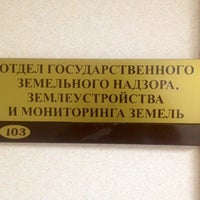 ОТДЕЛ ГОСУДАРСТВЕННОГО
ЗЕМЕЛЬНОГО НАДЗОРА,
ЗЕМЛЕУСТРОЙСТВА
И МОНИТОРИНГА ЗЕМЕЛЬ
103